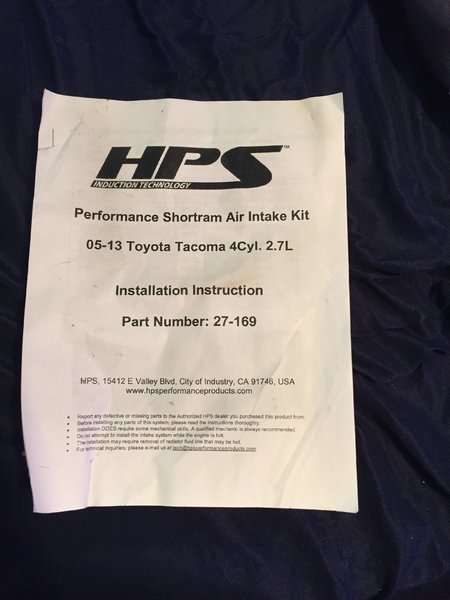 HPS™
INDUCTION TECHNOLOGY
Performance Shortram Air Intake Kit
05-13 Toyota Tacoma 4Cyl. 2.7L
Installation Instruction
Part Number: 27-169
HPS, 15412 E Valley Blvd, City of Industry, CA 91746, USA
www.hpsperformanceproducts.com
• Report any defective or missing parts to the Authorized HPS dealer you purchased this product from.
• Before installing any parts of this system, please read the instructions thoroughly.
• Installation DOES require some mechanical skills. A qualified mechanic is always recommended.
• Do not attempt to install the intake system while the engine is hot.
• The installation may require removal of radiator fluid line that may be hot.
• For technical inquiries, please e-mail us at tech@hpsperformanceproducts.com